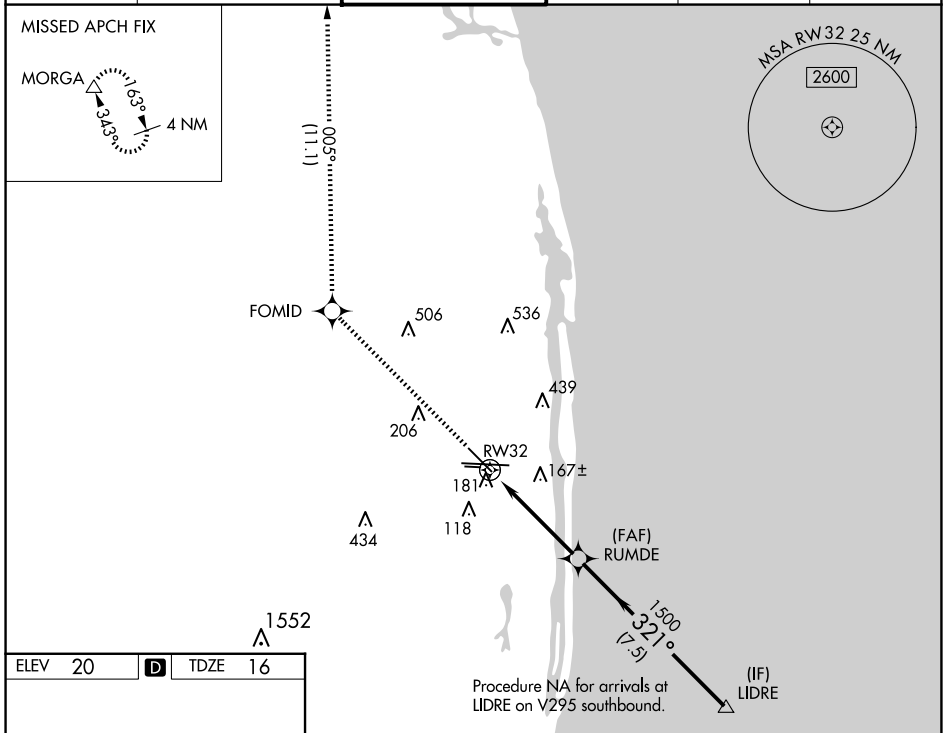 MISSED APCH FIX
MORGA
163°
343°
4 NM
005°
(11.1)
MSA RW32 25 NM
2600
FOMID
506
536
439
206
RW32
181
167±
118
434
(FAF)
RUMDE
1552
1500
321°
(7.5)
(IF)
LIDRE
ELEV 20
D
TDZE 16
Procedure NA for arrivals at
LIDRE on V295 southbound.